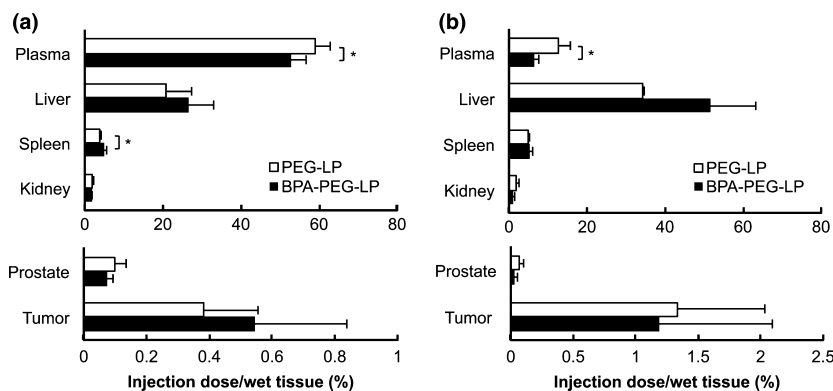 (a)
Plasma
*
Liver
Spleen
*
PEG-LP
Kidney
BPA-PEG-LP
0 20 40 60 80
Prostate
Tumor
0 0.2 0.4 0.6 0.8 1
Injection dose/wet tissue (%)
(b)
Plasma
*
Liver
Spleen
PEG-LP
Kidney
BPA-PEG-LP
0 20 40 60 80
Prostate
Tumor
0 0.5 1 1.5 2 2.5
Injection dose/wet tissue (%)